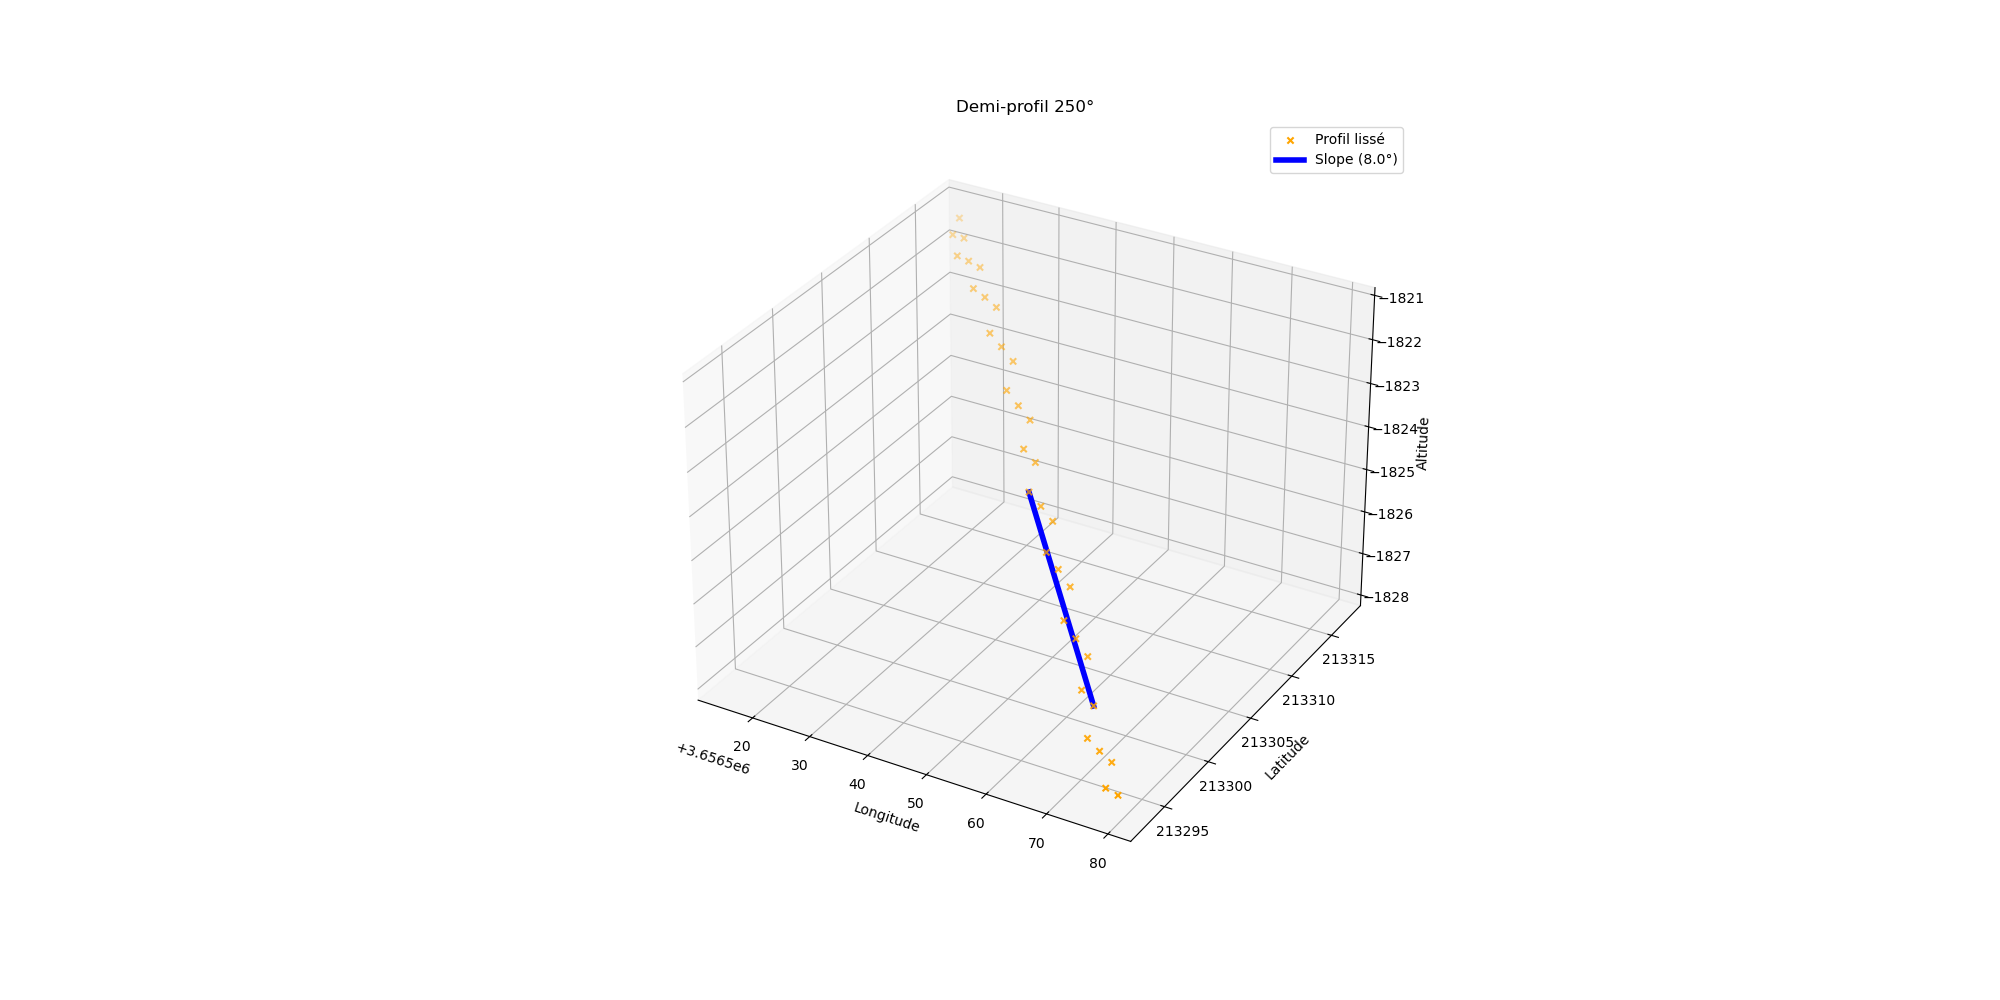 Demi-profil 250°
Profil lissé
Slope (8.0°)
−1821
−1822
−1823
−1824
−1825
−1826
−1827
−1828
Altitude
213315
213310
213305
213300
213295
Latitude
20
30
40
50
60
70
80
+3.6565e6
Longitude